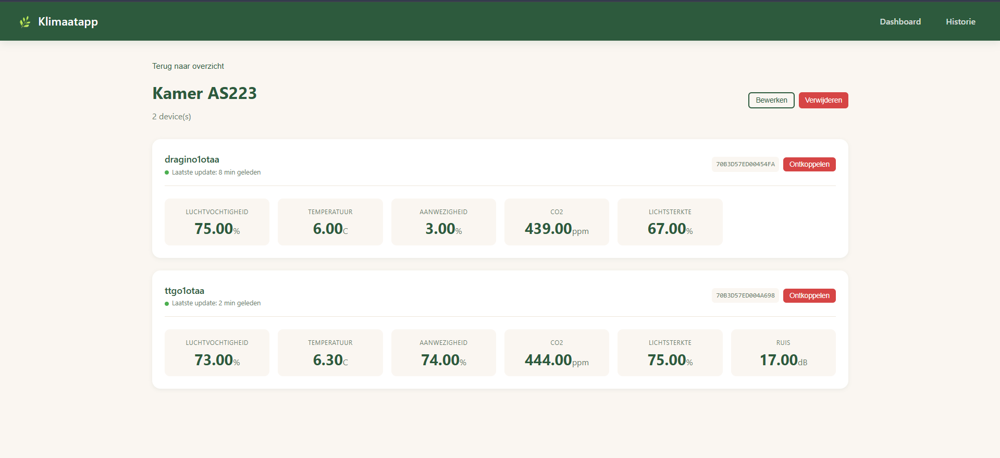 Klimaatapp
Dashboard Historie
Terug naar overzicht
Kamer AS223
Bewerken Verwijderen
2 device(s)
dragino1otaa
Laatste update: 8 min geleden
70B3D57ED00454FA Ontkoppelen
LUCHTVOCHTIGHEID TEMPERATUUR AANWEZIGHEID CO2 LICHTSTERKTE
75.00% 6.00C 3.00% 439.00ppm 67.00%
ttgo1otaa
Laatste update: 2 min geleden
70B3D57ED004A698 Ontkoppelen
LUCHTVOCHTIGHEID TEMPERATUUR AANWEZIGHEID CO2 LICHTSTERKTE RUIS
73.00% 6.30C 74.00% 444.00ppm 75.00% 17.00dB